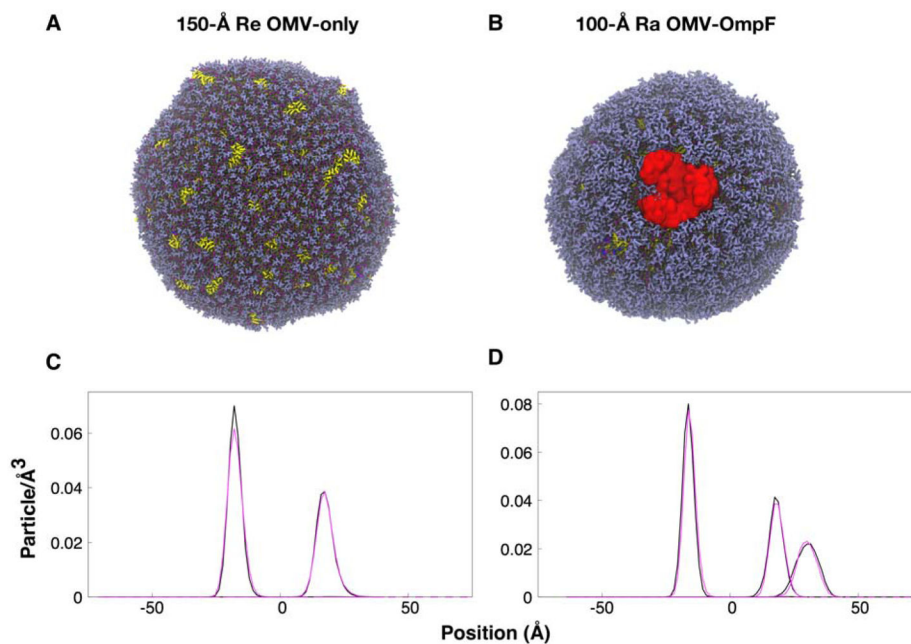 A 150-Å Re OMV-only
B 100-Å Ra OMV-OmpF
C
D
Particle/Å³
0.06
0.04
0.02
0
-50 0 50
0.08
0.06
0.04
0.02
0
-50 0 50
Position (Å)